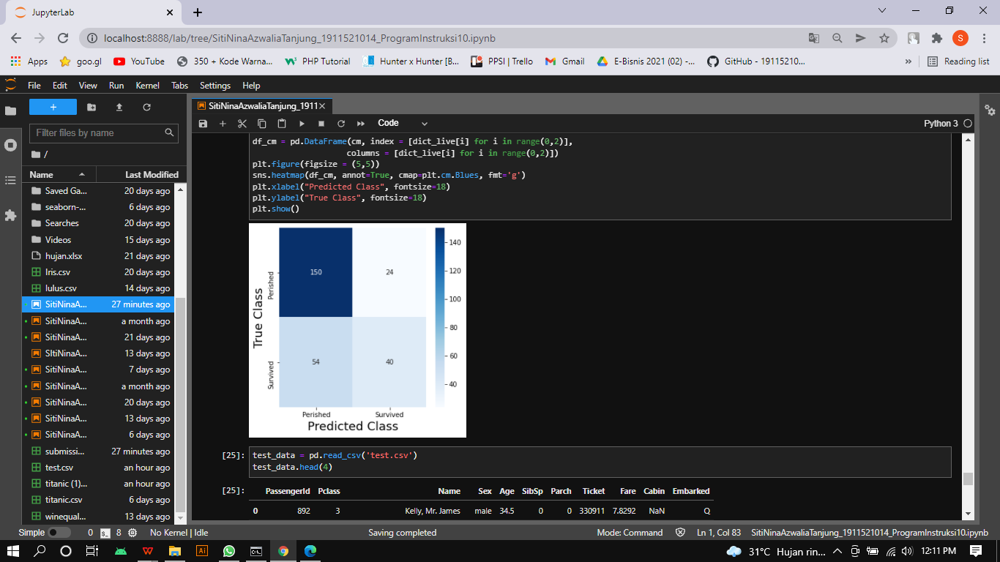 JupyterLab
localhost:8888/lab/tree/SitiNinaAzwaliaTanjung_1911521014_ProgramInstruksi10.ipynb
S
Apps goo.gl YouTube 350 + Kode Warna... PHP Tutorial Hunter x Hunter [B... PPSI | Trello Gmail E-Bisnis 2021 (02) -... GitHub - 19115210... » Reading list
File Edit View Run Kernel Tabs Settings Help
SitiNinaAzwaliaTanjung_1911
Code Python 3
Filter files by name
/
Name Last Modified
Saved Ga... 20 days ago
seaborn-... 6 days ago
Searches 20 days ago
Videos 15 days ago
hujan.xlsx 21 days ago
Iris.csv 20 days ago
lulus.csv 14 days ago
SitiNinaA... 27 minutes ago
SitiNinaA... a month ago
SitiNinaA... 21 days ago
SItiNinaA... 13 days ago
SitiNinaA... 7 days ago
SitiNinaA... a month ago
SitiNinaA... 20 days ago
SitiNinaA... 13 days ago
SitiNinaA... 6 days ago
submissi... 27 minutes ago
test.csv an hour ago
titanic (1)... an hour ago
titanic.csv 6 days ago
winequal... 13 days ago
df_cm = pd.DataFrame(cm, index = [dict_live[i] for i in range(0,2)],
columns = [dict_live[i] for i in range(0,2)])
plt.figure(figsize = (5,5))
sns.heatmap(df_cm, annot=True, cmap=plt.cm.Blues, fmt='g')
plt.xlabel("Predicted Class", fontsize=18)
plt.ylabel("True Class", fontsize=18)
plt.show()
True Class
Perished
Survived
150 24
54 40
Perished Survived
Predicted Class
140
120
100
80
60
40
[25]: test_data = pd.read_csv('test.csv')
test_data.head(4)
[25]: PassengerId Pclass Name Sex Age SibSp Parch Ticket Fare Cabin Embarked
0 892 3 Kelly, Mr. James male 34.5 0 0 330911 7.8292 NaN Q
Simple 0 8 No Kernel | Idle Saving completed Mode: Command Ln 1, Col 83 SitiNinaAzwaliaTanjung_1911521014_ProgramInstruksi10.ipynb
Ai 31°C Hujan rin... 12:11 PM